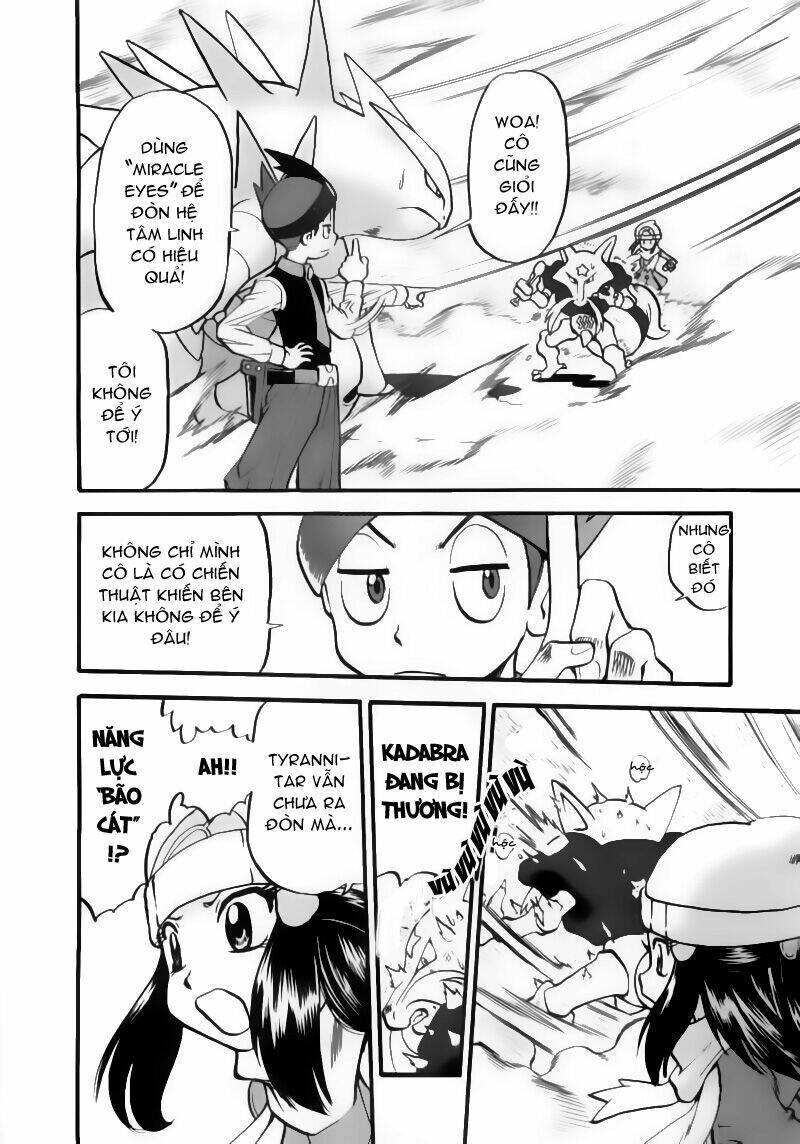 WOA!
CÔ
CŨNG
GIỎI
ĐẤY!!
DÙNG
“MIRACLE
EYES” ĐỂ
ĐÒN HỆ
TÂM LINH
CÓ HIỆU
QUẢ!
TÔI
KHÔNG
ĐỂ Ý
TỚI!
NHƯNG
CÔ
BIẾT
ĐÓ
KHÔNG CHỈ MÌNH
CÔ LÀ CÓ CHIẾN
THUẬT KHIẾN BÊN
KIA KHÔNG ĐỂ Ý
ĐÂU!
hộc
hộc
VÙ VÙ VÙ VÙ VÙ
KADABRA
ĐANG BỊ
THƯƠNG!
TYRANNI-
TAR VẪN
CHƯA RA
ĐÒN MÀ...
AH!!
NĂNG
LỰC
“BÃO
CÁT”
!?